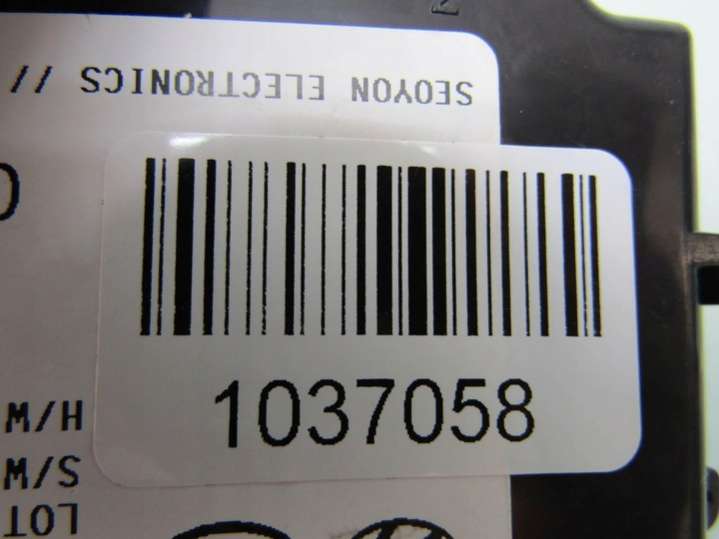 SEOYON ELECTRONICS //
1037058
H/W
S/W
LOT